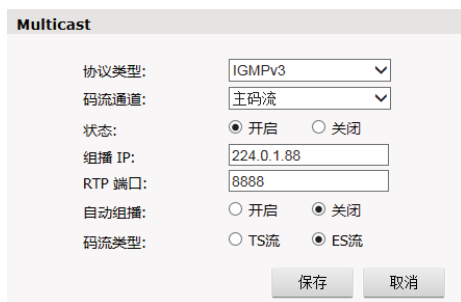 Multicast
协议类型: IGMPv3
码流通道: 主码流
状态: 开启 关闭
组播 IP: 224.0.1.88
RTP 端口: 8888
自动组播: 开启 关闭
码流类型: TS流 ES流
保存 取消